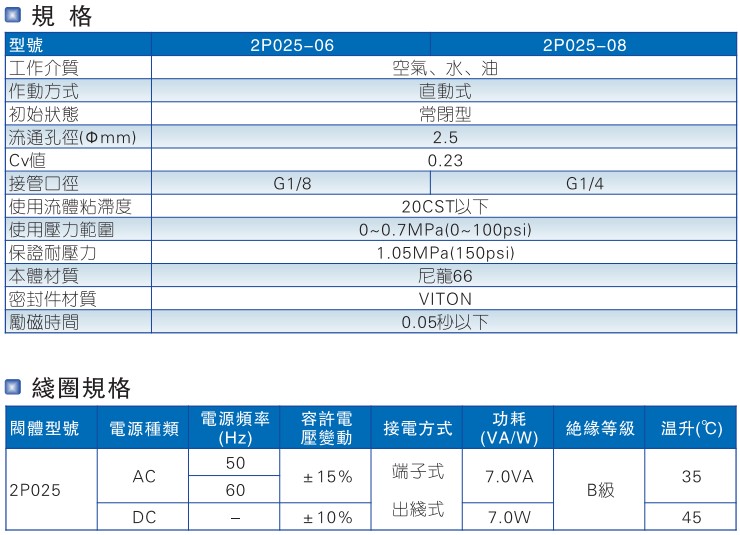 規 格
型號 2P025-06 2P025-08
工作介質 空氣、水、油
作動方式 直動式
初始狀態 常閉型
流通孔徑(Φmm) 2.5
Cv值 0.23
接管口徑 G1/8 G1/4
使用流體粘滯度 20CST以下
使用壓力範圍 0~0.7MPa(0~100psi)
保證耐壓力 1.05MPa(150psi)
本體材質 尼龍66
密封件材質 VITON
勵磁時間 0.05秒以下
綫圈規格
閥體型號 電源種類 電源頻率(Hz) 容許電壓變動 接電方式 功耗(VA/W) 絕緣等級 温升(℃)
2P025 AC 50 ±15% 端子式 7.0VA B級 35
60
DC – ±10% 出綫式 7.0W 45